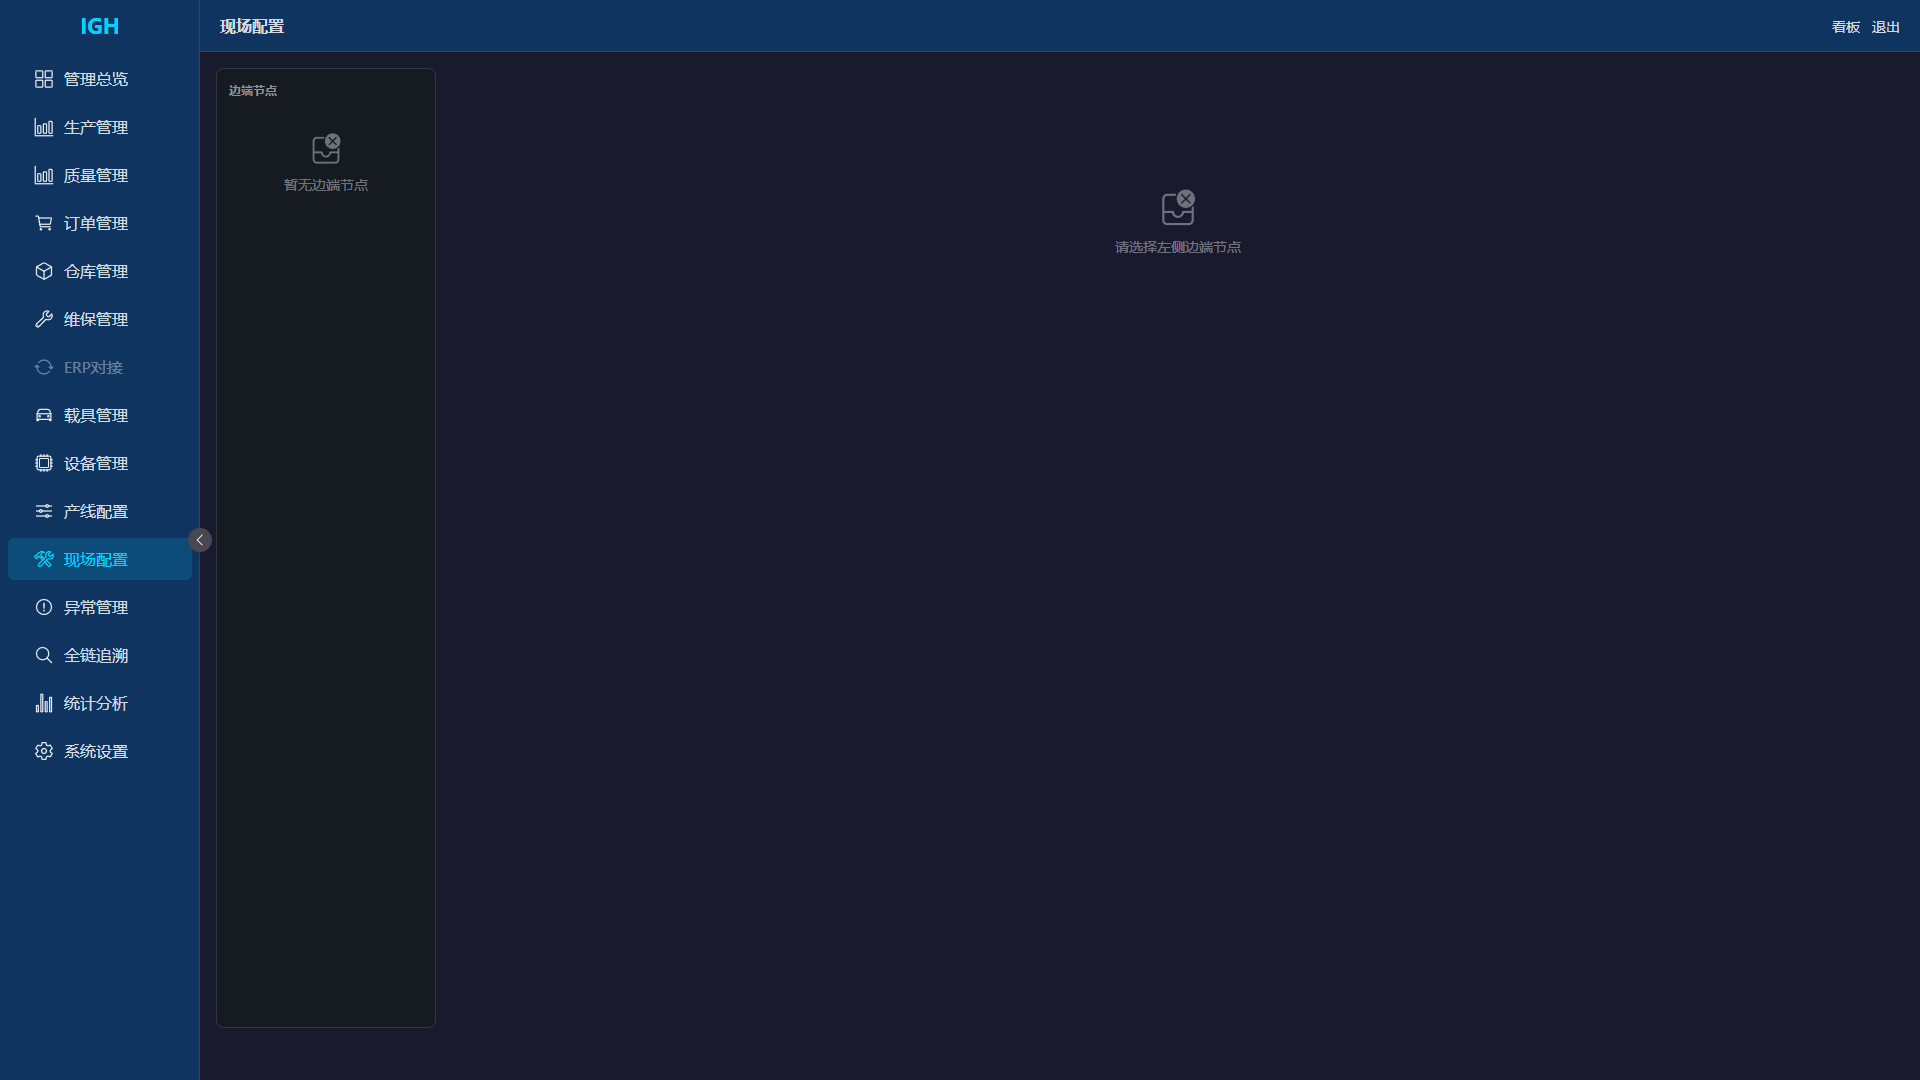 IGH
现场配置
看板 退出
管理总览
生产管理
质量管理
订单管理
仓库管理
维保管理
ERP对接
载具管理
设备管理
产线配置
现场配置
异常管理
全链追溯
统计分析
系统设置
边端节点
暂无边端节点
请选择左侧边端节点